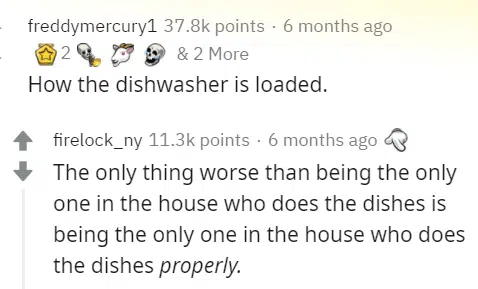 freddymercury1 37.8k points · 6 months ago
2 & 2 More
How the dishwasher is loaded.
firelock_ny 11.3k points · 6 months ago
The only thing worse than being the only
one in the house who does the dishes is
being the only one in the house who does
the dishes properly.